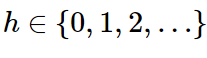 h ∈ {0, 1, 2, …}